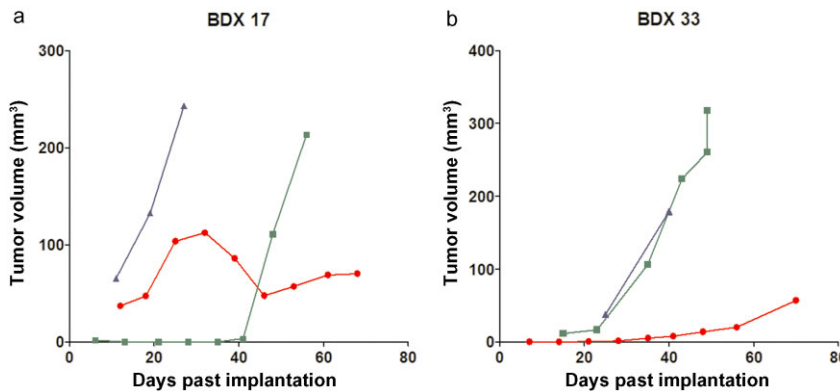 a
BDX 17
300
200
100
0
Tumor volume (mm³)
0 20 40 60 80
Days past implantation
b
BDX 33
400
300
200
100
0
Tumor volume (mm³)
0 20 40 60 80
Days past implantation